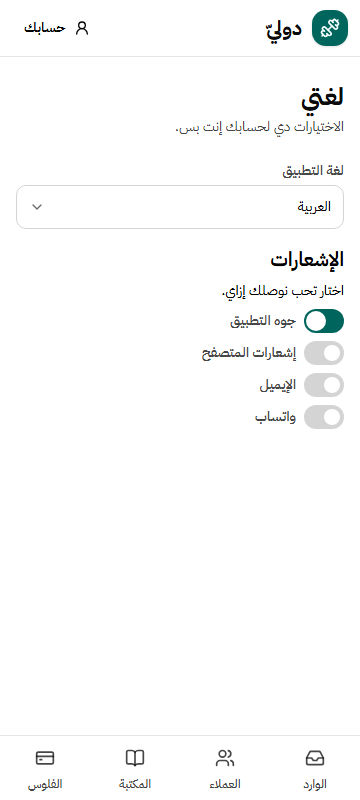 دوليّ
حسابك
لغتي
الاختيارات دي لحسابك إنت بس.
لغة التطبيق
العربية
الإشعارات
اختار تحب نوصلك إزاي.
جوه التطبيق
إشعارات المتصفح
الإيميل
واتساب
الوارد
العملاء
المكتبة
الفلوس